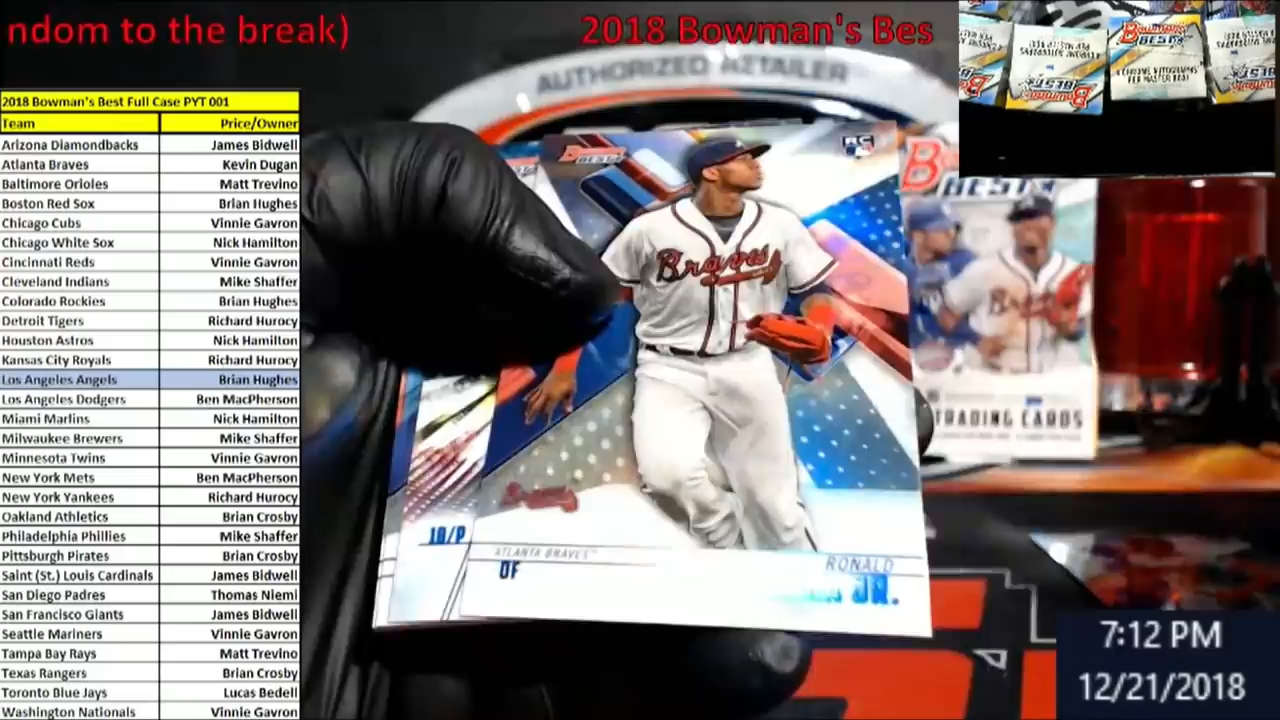 ndom to the break)
2018 Bowman's Bes
AUTHORIZED RETAILER
2018 Bowman's Best Full Case PYT 001
Team Price/Owner
Arizona Diamondbacks James Bidwell
Atlanta Braves Kevin Dugan
Baltimore Orioles Matt Trevino
Boston Red Sox Brian Hughes
Chicago Cubs Vinnie Gavron
Chicago White Sox Nick Hamilton
Cincinnati Reds Vinnie Gavron
Cleveland Indians Mike Shaffer
Colorado Rockies Brian Hughes
Detroit Tigers Richard Hurocy
Houston Astros Nick Hamilton
Kansas City Royals Richard Hurocy
Los Angeles Angels Brian Hughes
Los Angeles Dodgers Ben MacPherson
Miami Marlins Nick Hamilton
Milwaukee Brewers Mike Shaffer
Minnesota Twins Vinnie Gavron
New York Mets Ben MacPherson
New York Yankees Richard Hurocy
Oakland Athletics Brian Crosby
Philadelphia Phillies Mike Shaffer
Pittsburgh Pirates Brian Crosby
Saint (St.) Louis Cardinals James Bidwell
San Diego Padres Thomas Niemi
San Francisco Giants James Bidwell
Seattle Mariners Vinnie Gavron
Tampa Bay Rays Matt Trevino
Texas Rangers Brian Crosby
Toronto Blue Jays Lucas Bedell
Washington Nationals Vinnie Gavron
RC
Braves
Braves
1B/P
ATLANTA BRAVES
OF
RONALD
JR.
BEST
TRADING CARDS
7:12 PM
12/21/2018